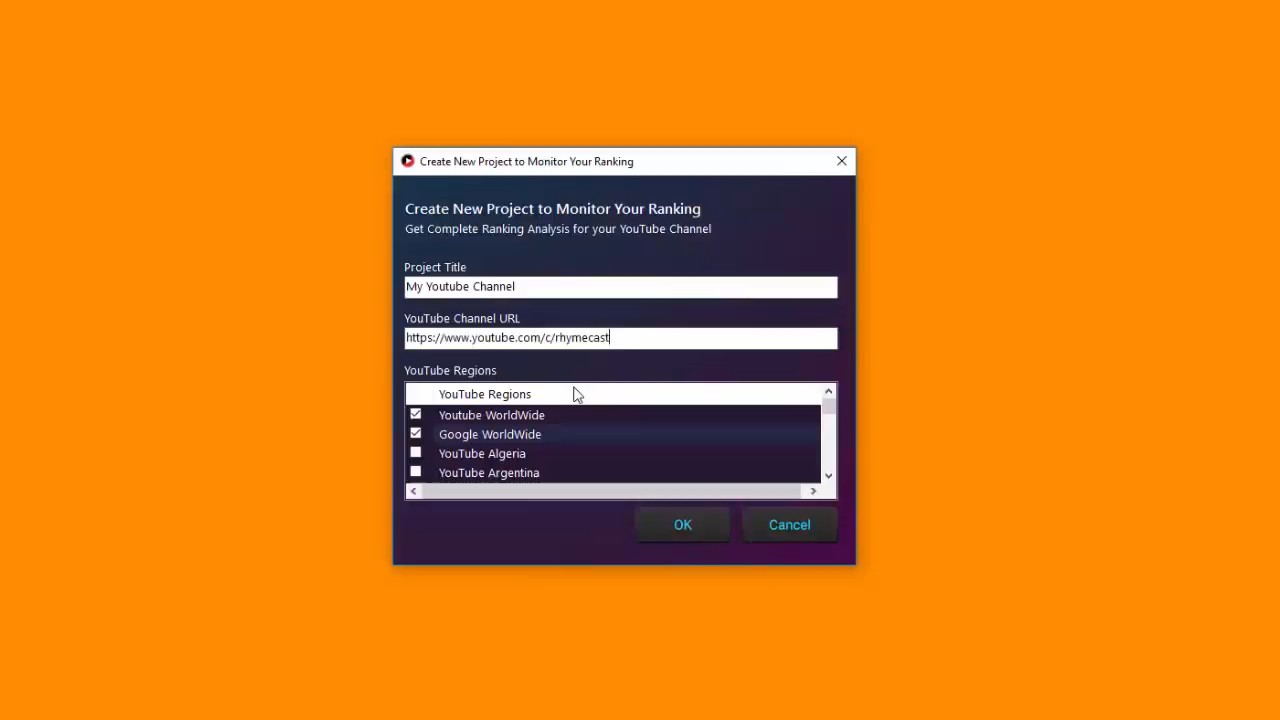 Create New Project to Monitor Your Ranking
Create New Project to Monitor Your Ranking
Get Complete Ranking Analysis for your YouTube Channel
Project Title
My Youtube Channel
YouTube Channel URL
https://www.youtube.com/c/rhymecast
YouTube Regions
YouTube Regions
Youtube WorldWide
Google WorldWide
YouTube Algeria
YouTube Argentina
OK
Cancel